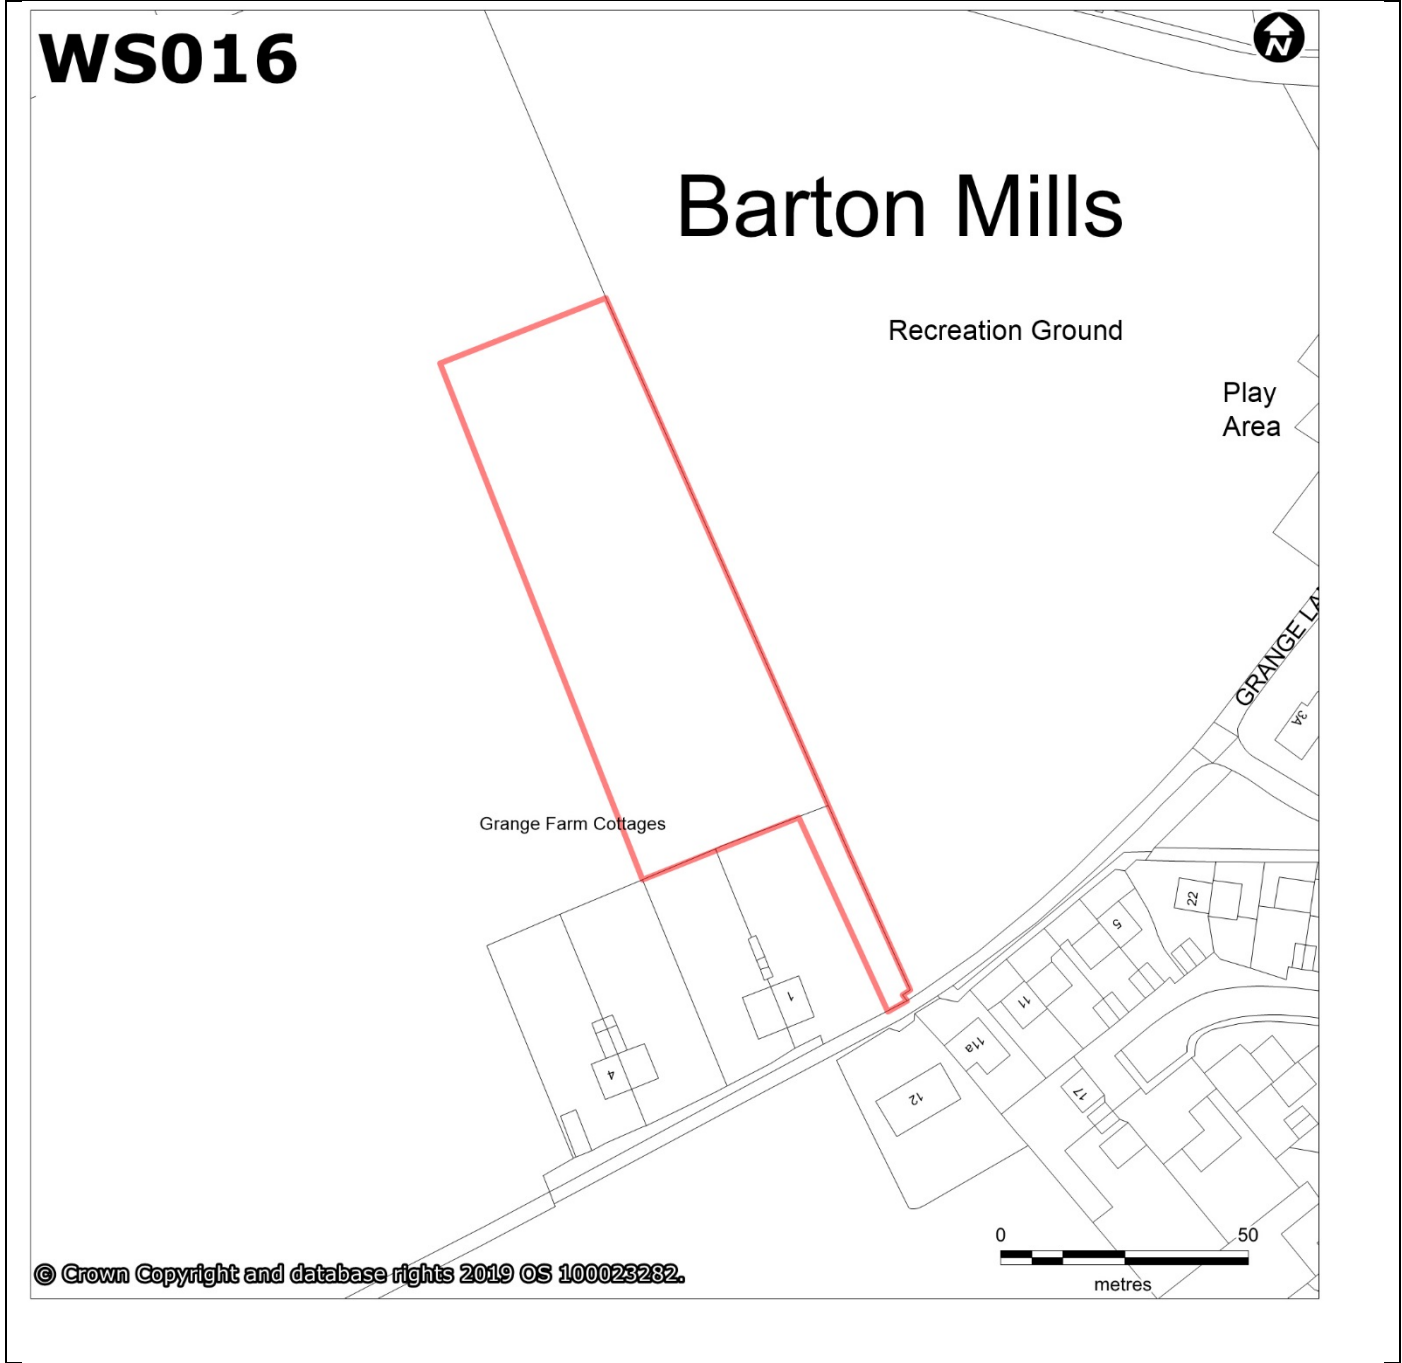 WS016
N
Barton Mills
Recreation Ground
Play
Area
GRANGE LA
3A
Grange Farm Cottages
22
5
1
11
4
11a
17
12
0 50
metres
© Crown Copyright and database rights 2019 OS 100023282.